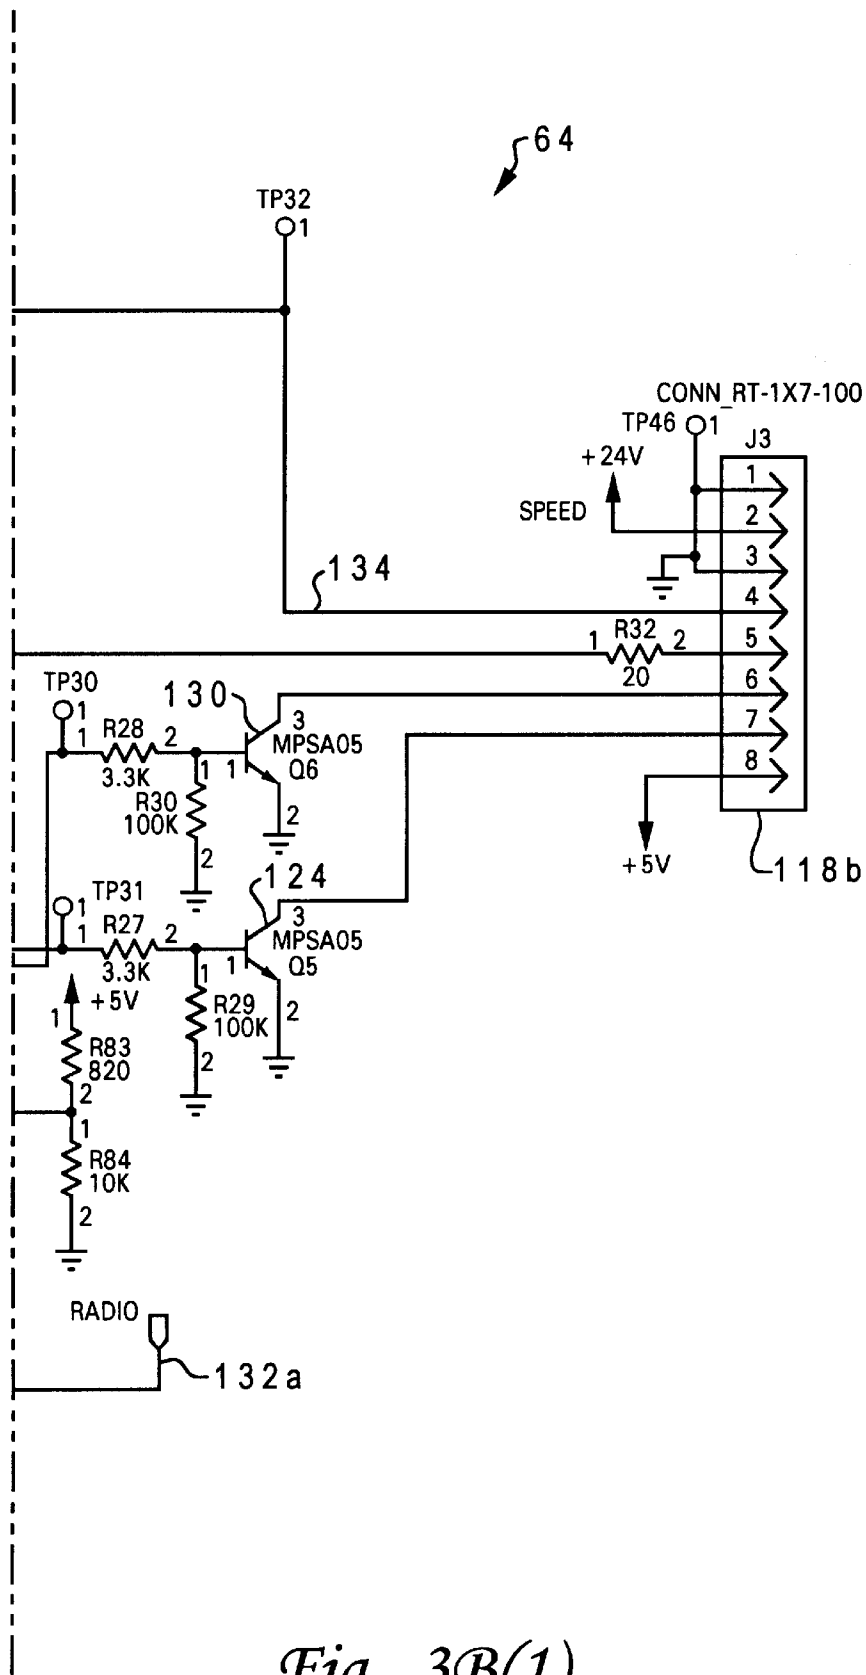 64
TP32
1
CONN_RT-1X7-100
TP46 1
J3
+24V
SPEED
1
2
3
4
5
6
7
8
134
1 R32 2
20
TP30
1
130
1 R28 2
3.3K
3
MPSA05
Q6
1
1
R30
100K
2
2
+5V
118b
TP31
1
124
1 R27 2
3.3K
3
MPSA05
Q5
1
1
R29
100K
2
2
+5V
1
R83
820
2
1
R84
10K
2
RADIO
132a
Fig. 3B(1)